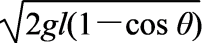 √2gl(1−cos θ)